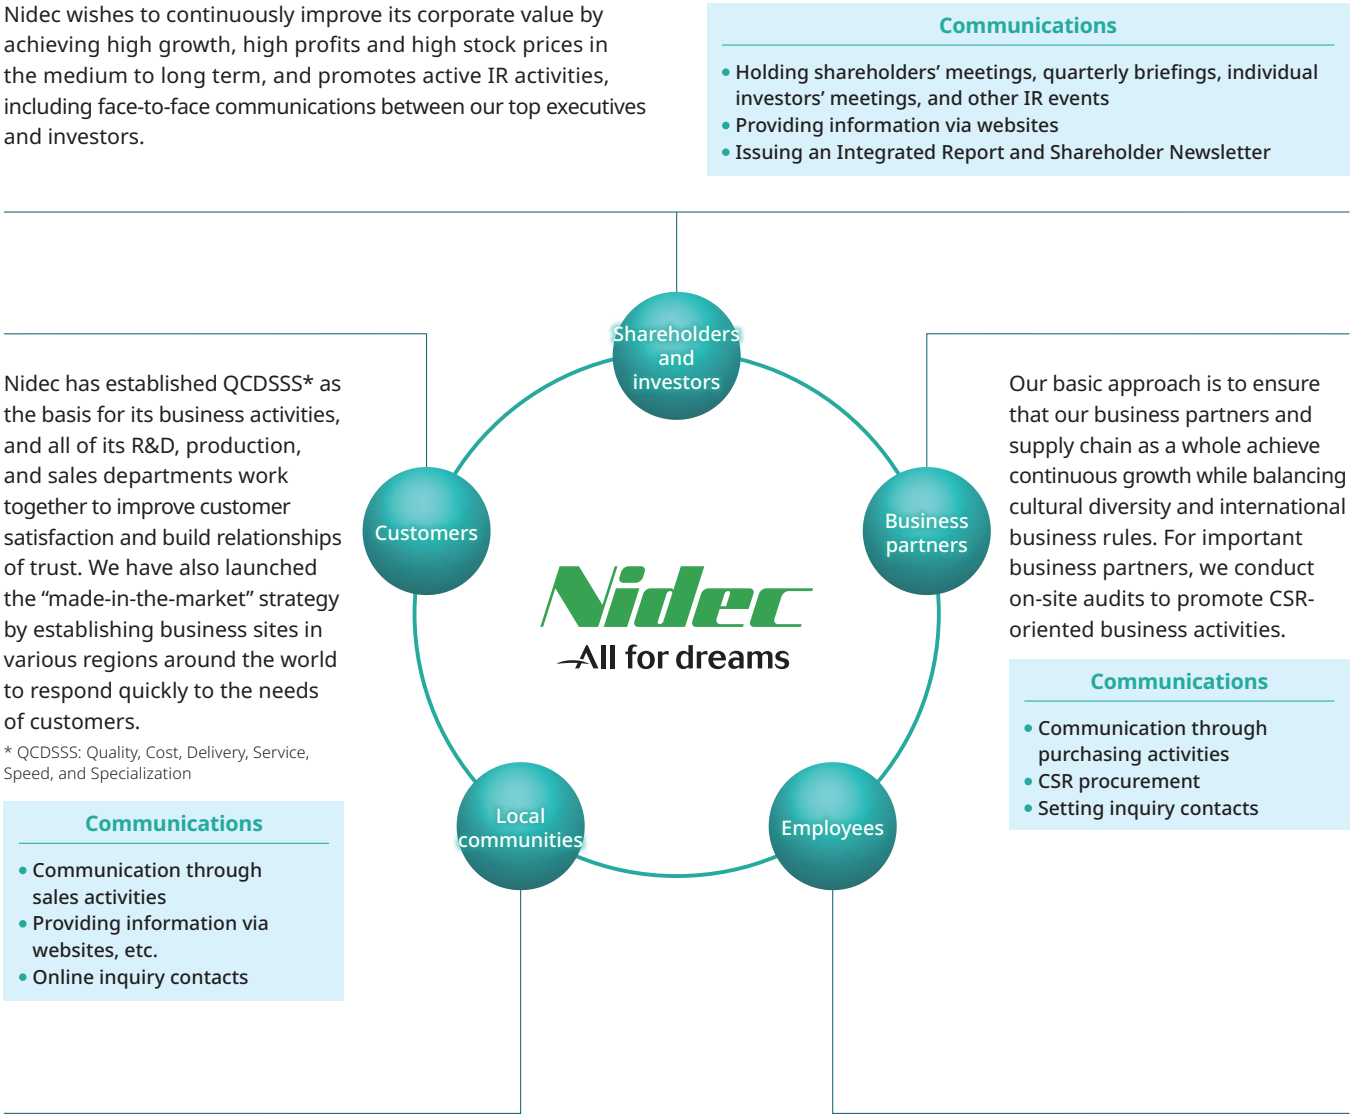 Nidec wishes to continuously improve its corporate value by
achieving high growth, high profits and high stock prices in
the medium to long term, and promotes active IR activities,
including face-to-face communications between our top executives
and investors.
Communications
• Holding shareholders’ meetings, quarterly briefings, individual
investors’ meetings, and other IR events
• Providing information via websites
• Issuing an Integrated Report and Shareholder Newsletter
Shareholders
and
investors
Nidec has established QCDSSS* as
the basis for its business activities,
and all of its R&D, production,
and sales departments work
together to improve customer
satisfaction and build relationships
of trust. We have also launched
the “made-in-the-market” strategy
by establishing business sites in
various regions around the world
to respond quickly to the needs
of customers.
* QCDSSS: Quality, Cost, Delivery, Service,
Speed, and Specialization
Communications
• Communication through
sales activities
• Providing information via
websites, etc.
• Online inquiry contacts
Customers
Nidec
All for dreams
Business
partners
Our basic approach is to ensure
that our business partners and
supply chain as a whole achieve
continuous growth while balancing
cultural diversity and international
business rules. For important
business partners, we conduct
on-site audits to promote CSR-
oriented business activities.
Communications
• Communication through
purchasing activities
• CSR procurement
• Setting inquiry contacts
Local
communities
Employees